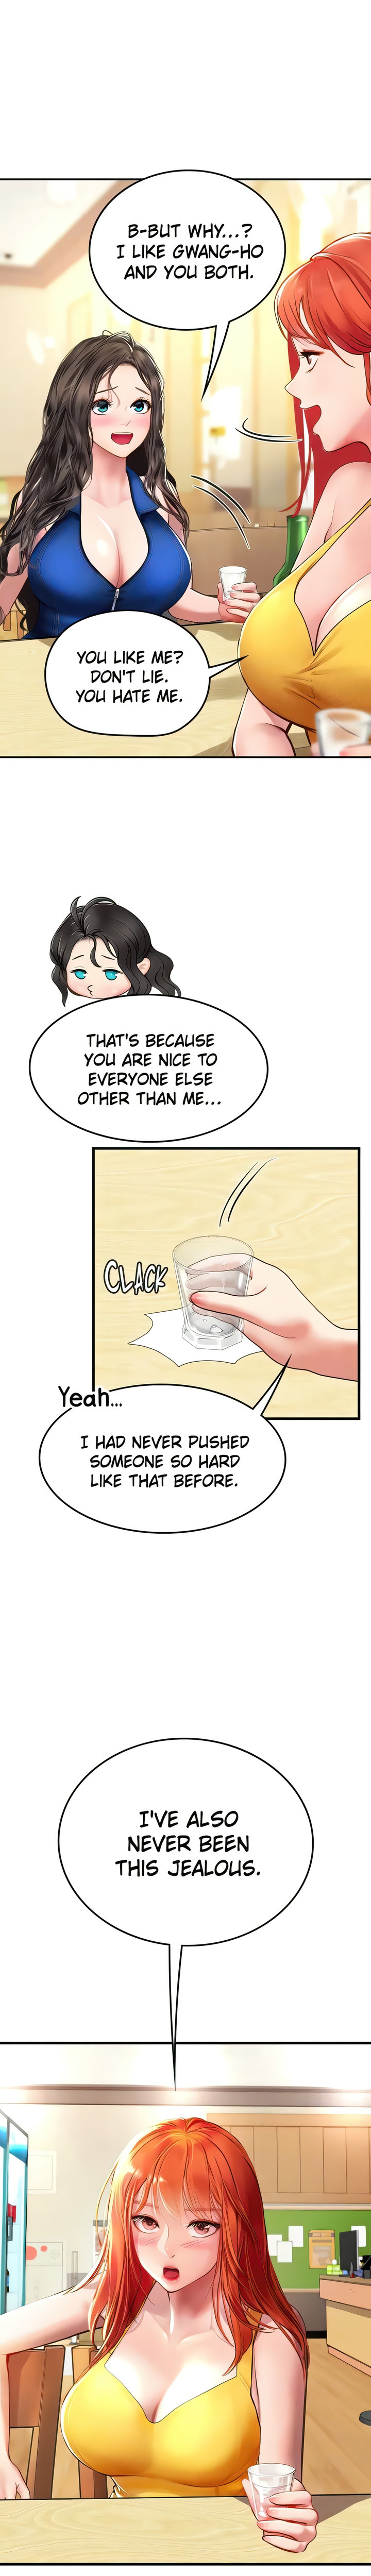 B-BUT WHY...?
I LIKE GWANG-HO
AND YOU BOTH.
YOU LIKE ME?
DON'T LIE.
YOU HATE ME.
THAT'S BECAUSE
YOU ARE NICE TO
EVERYONE ELSE
OTHER THAN ME...
CLACK
Yeah...
I HAD NEVER PUSHED
SOMEONE SO HARD
LIKE THAT BEFORE.
I'VE ALSO
NEVER BEEN
THIS JEALOUS.